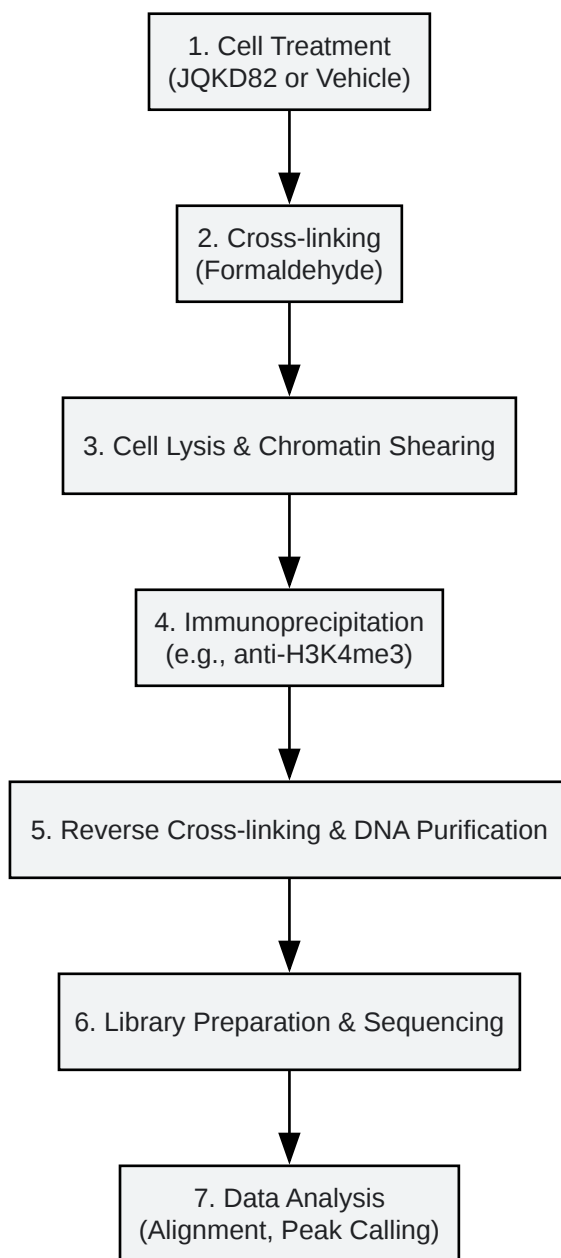 1. Cell Treatment
(JQKD82 or Vehicle)
2. Cross-linking
(Formaldehyde)
3. Cell Lysis & Chromatin Shearing
4. Immunoprecipitation
(e.g., anti-H3K4me3)
5. Reverse Cross-linking & DNA Purification
6. Library Preparation & Sequencing
7. Data Analysis
(Alignment, Peak Calling)